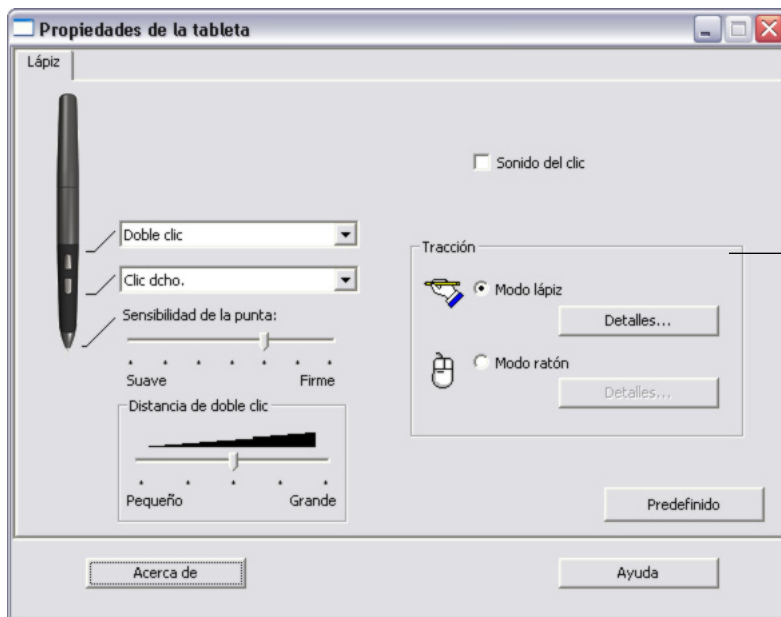 Propiedades de la tableta
Lápiz
Sonido del clic
Doble clic
Clic dcho.
Sensibilidad de la punta:
Suave
Firme
Distancia de doble clic
Pequeño
Grande
Tracción
Modo lápiz
Detalles...
Modo ratón
Detalles...
Predefinido
Acerca de
Ayuda